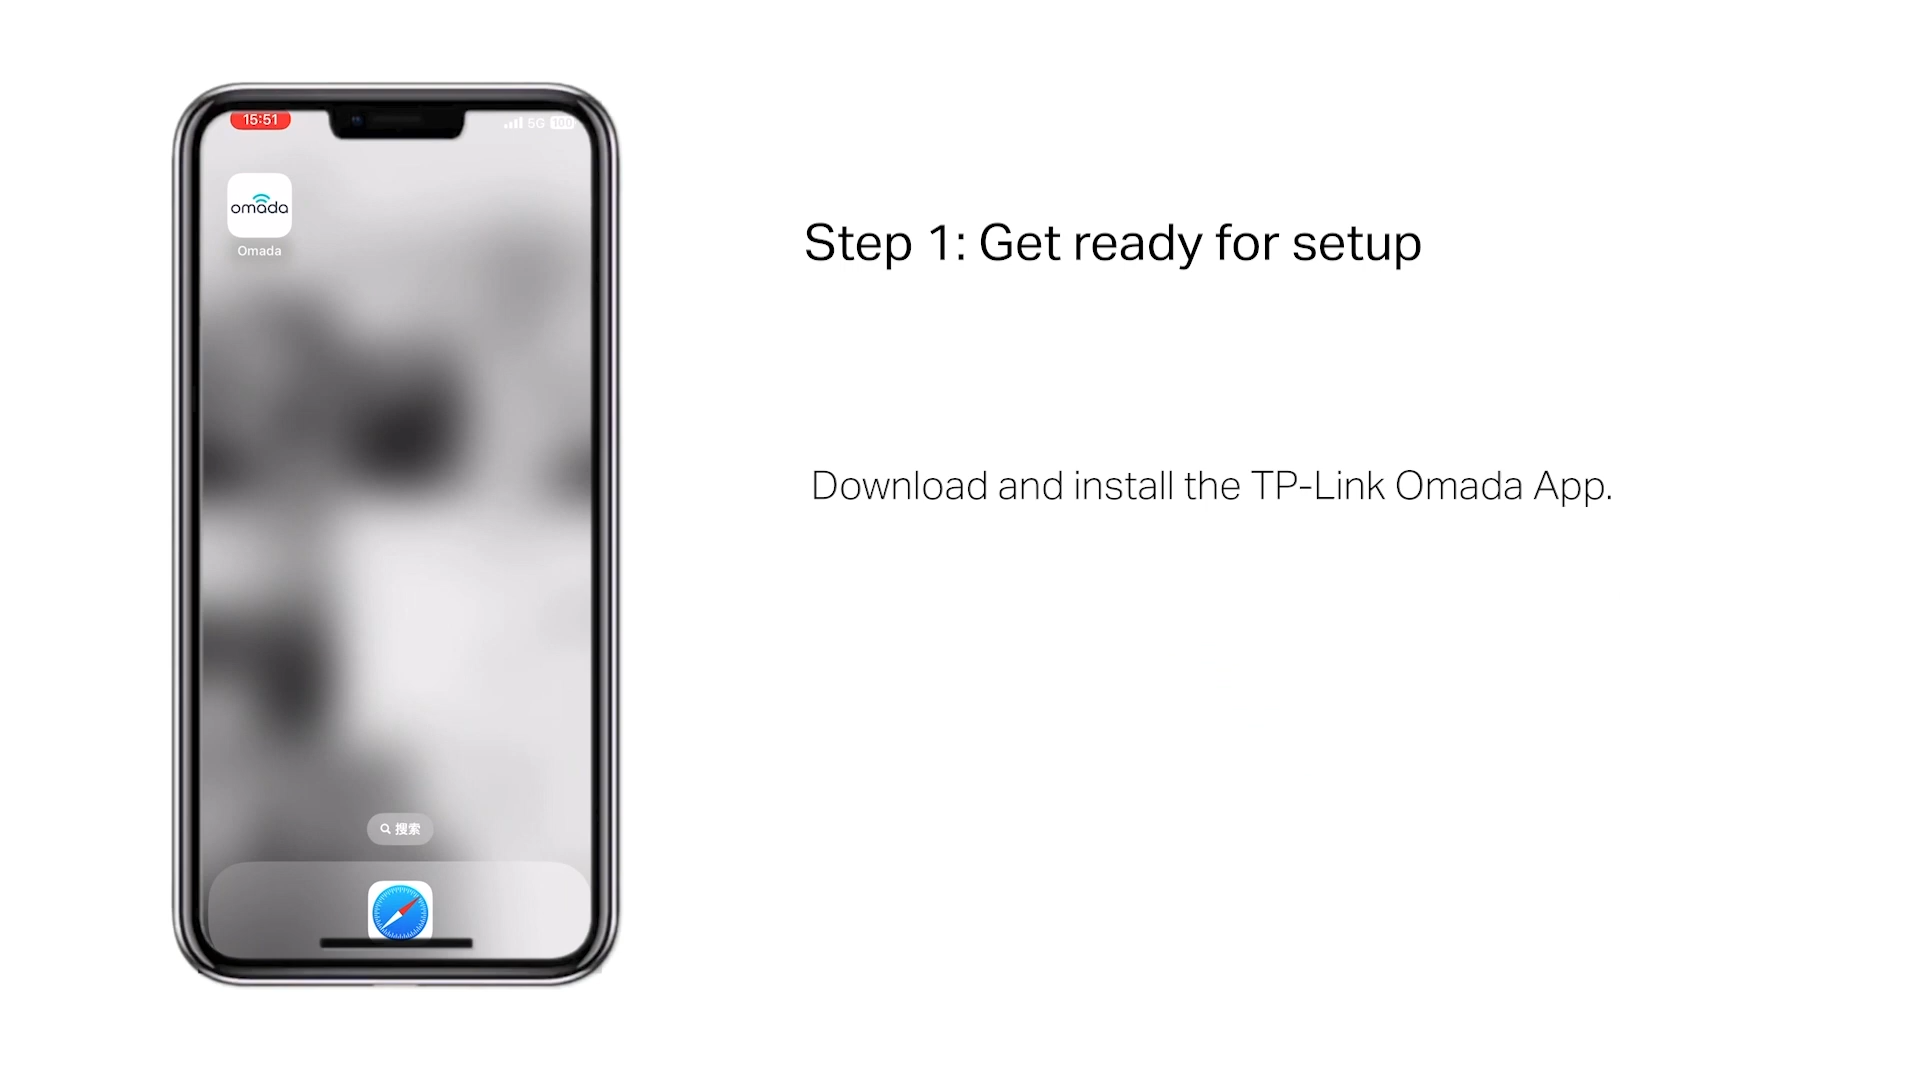 15:51
5G 100
omada
Omada
Step 1: Get ready for setup
Download and install the TP-Link Omada App.
搜索